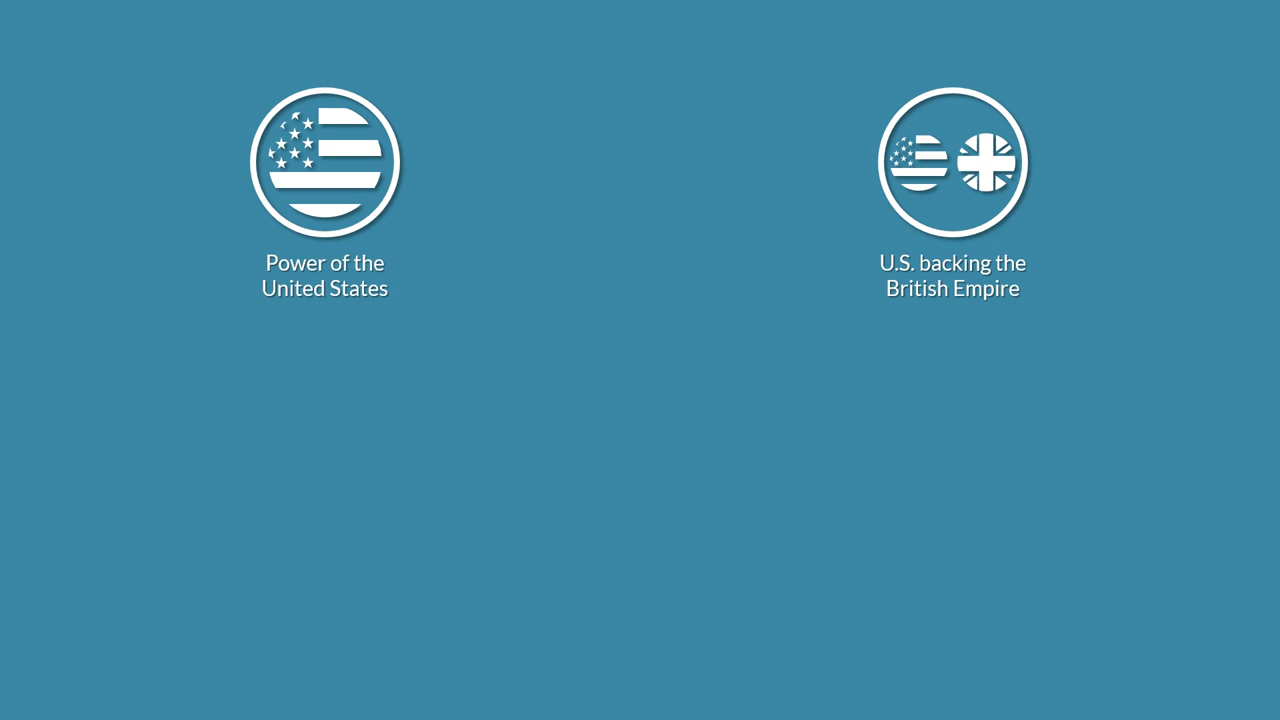 Power of the
United States
U.S. backing the
British Empire